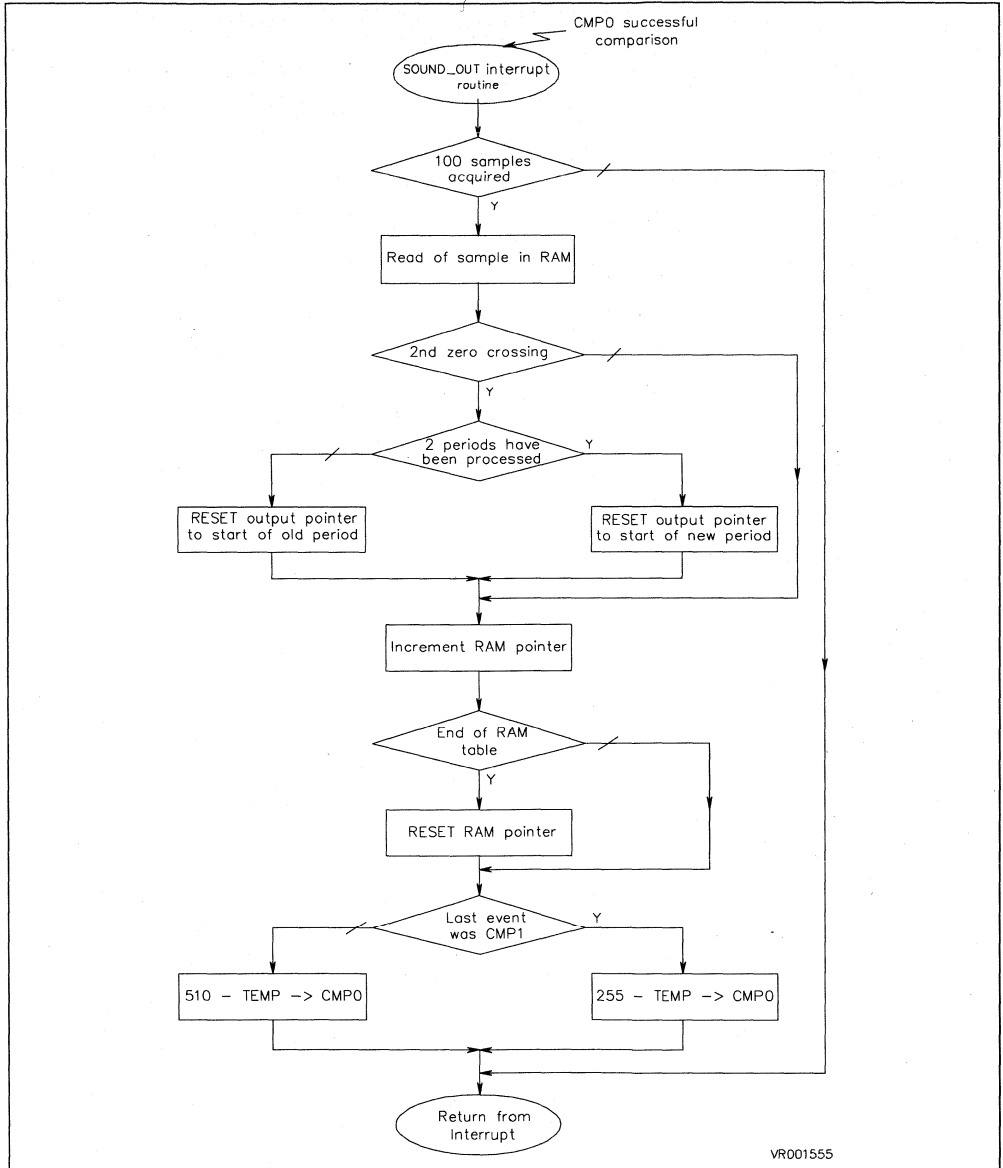 CMP0 successful
comparison
SOUND_OUT interrupt
routine
100 samples
acquired
Y
Read of sample in RAM
2nd zero crossing
Y
2 periods have
been processed
Y
RESET output pointer
to start of old period
RESET output pointer
to start of new period
Increment RAM pointer
End of RAM
table
Y
RESET RAM pointer
Last event
was CMP1
Y
510 – TEMP -> CMP0
255 – TEMP -> CMP0
Return from
Interrupt
VR001555